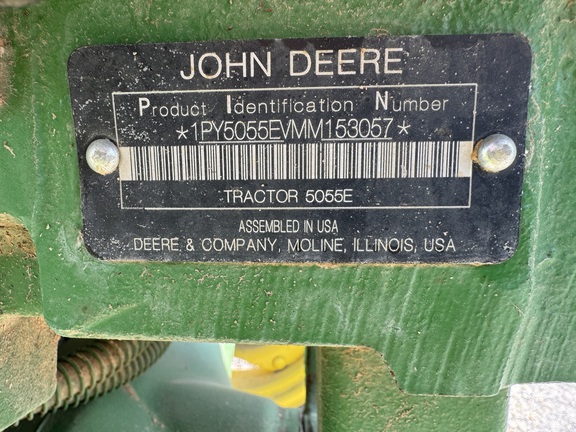 JOHN DEERE
Product Identification Number
*1PY5055EVMM153057*
TRACTOR 5055E
ASSEMBLED IN USA
DEERE & COMPANY, MOLINE, ILLINOIS, USA